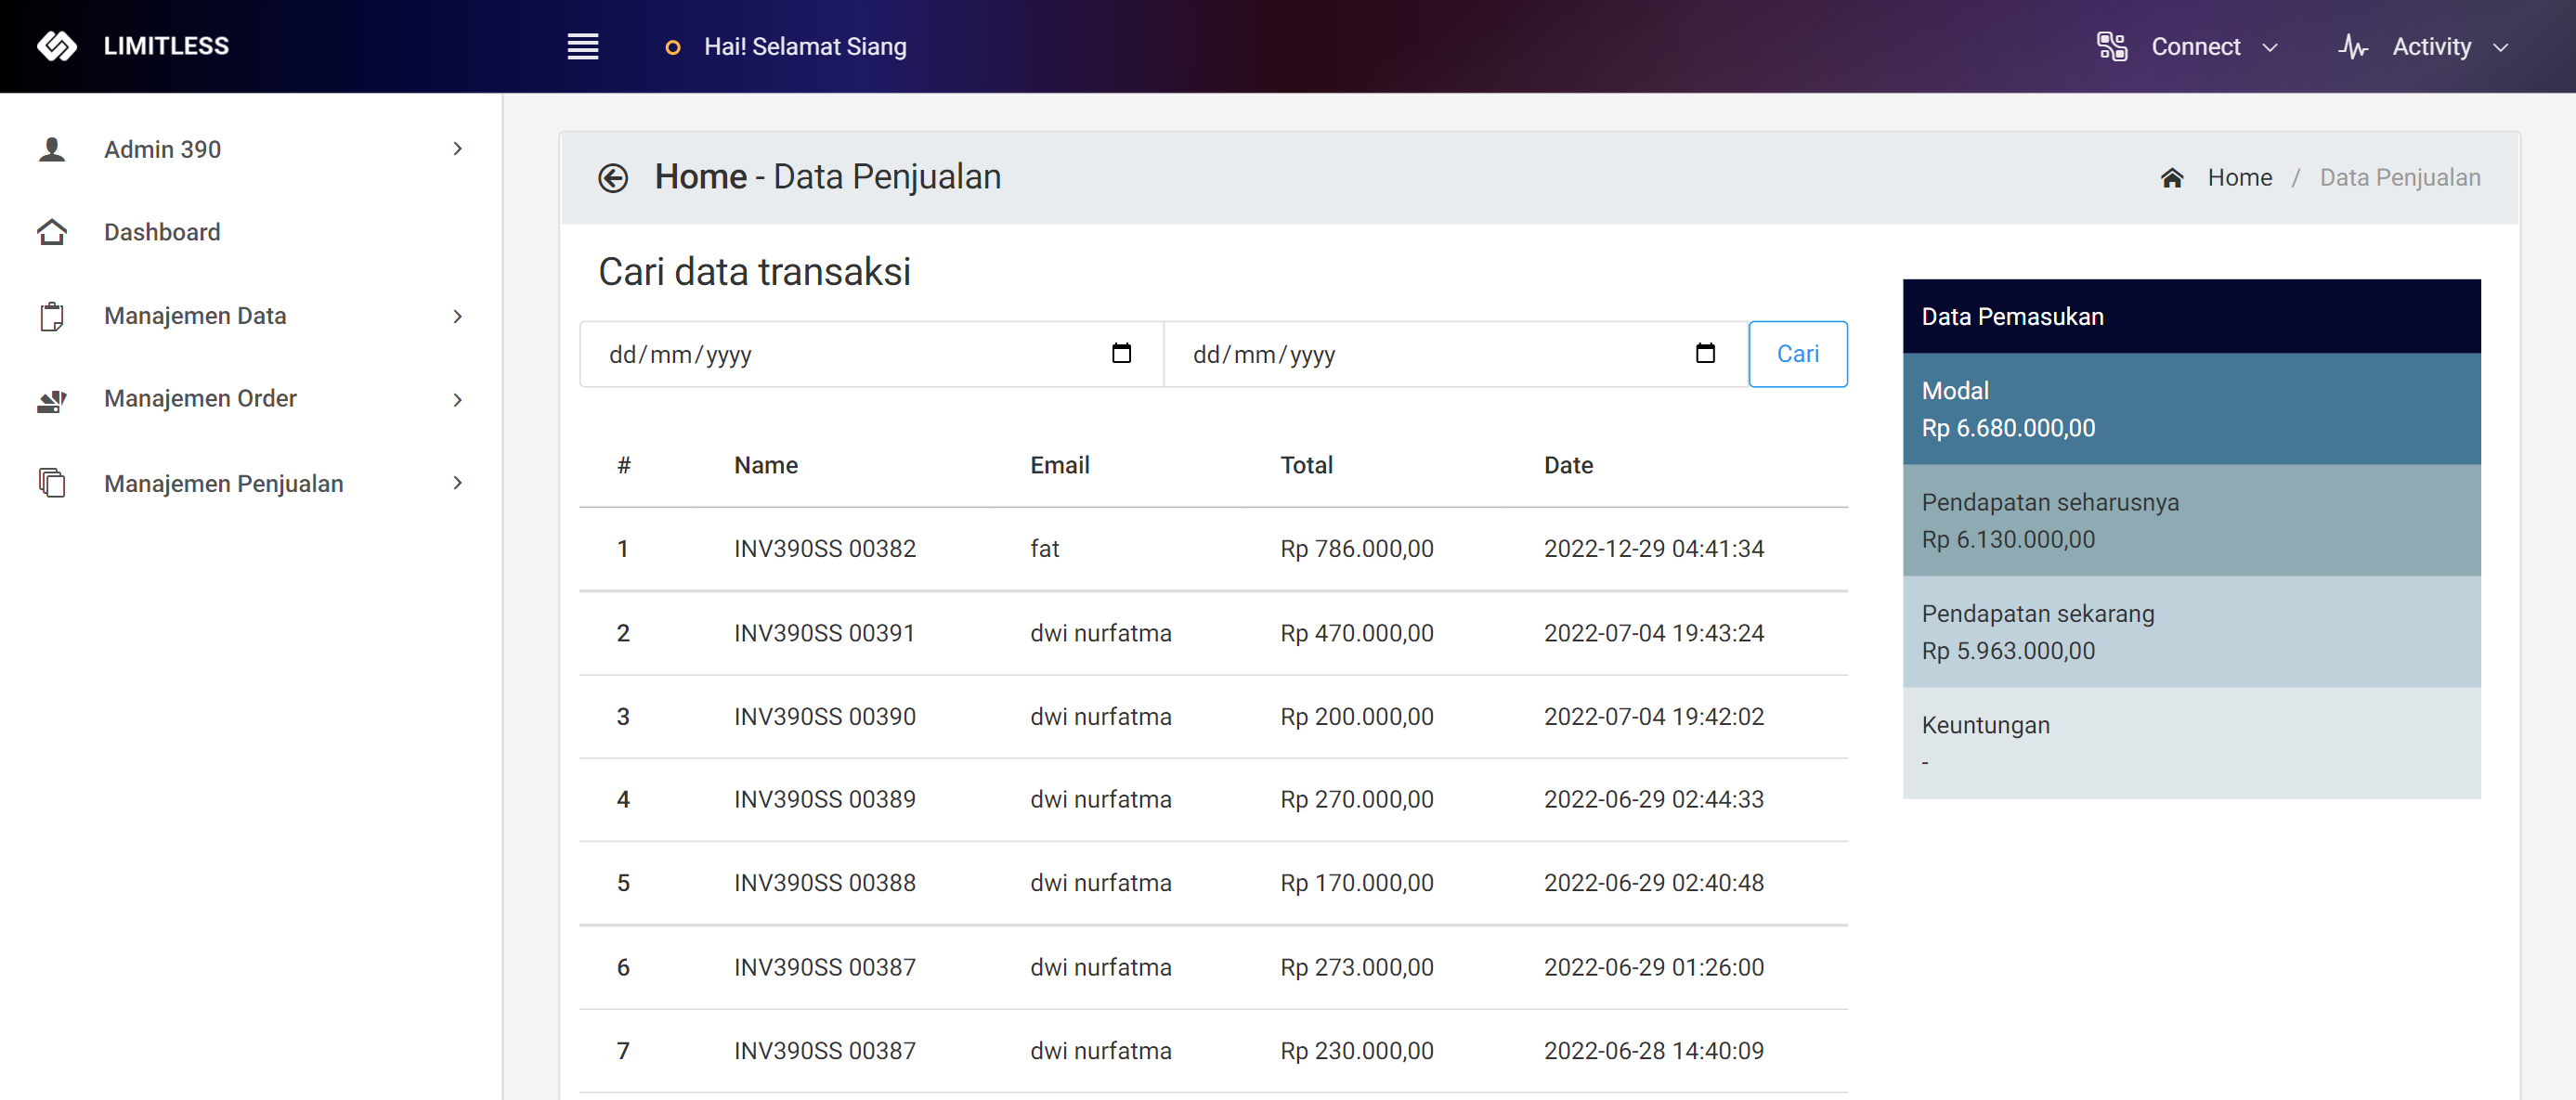 LIMITLESS
Hai! Selamat Siang
Connect
Activity
Admin 390
Dashboard
Manajemen Data
Manajemen Order
Manajemen Penjualan
Home - Data Penjualan
Home / Data Penjualan
Cari data transaksi
dd/mm/yyyy dd/mm/yyyy Cari
# Name Email Total Date
1 INV390SS 00382 fat Rp 786.000,00 2022-12-29 04:41:34
2 INV390SS 00391 dwi nurfatma Rp 470.000,00 2022-07-04 19:43:24
3 INV390SS 00390 dwi nurfatma Rp 200.000,00 2022-07-04 19:42:02
4 INV390SS 00389 dwi nurfatma Rp 270.000,00 2022-06-29 02:44:33
5 INV390SS 00388 dwi nurfatma Rp 170.000,00 2022-06-29 02:40:48
6 INV390SS 00387 dwi nurfatma Rp 273.000,00 2022-06-29 01:26:00
7 INV390SS 00387 dwi nurfatma Rp 230.000,00 2022-06-28 14:40:09
Data Pemasukan
Modal
Rp 6.680.000,00
Pendapatan seharusnya
Rp 6.130.000,00
Pendapatan sekarang
Rp 5.963.000,00
Keuntungan
-